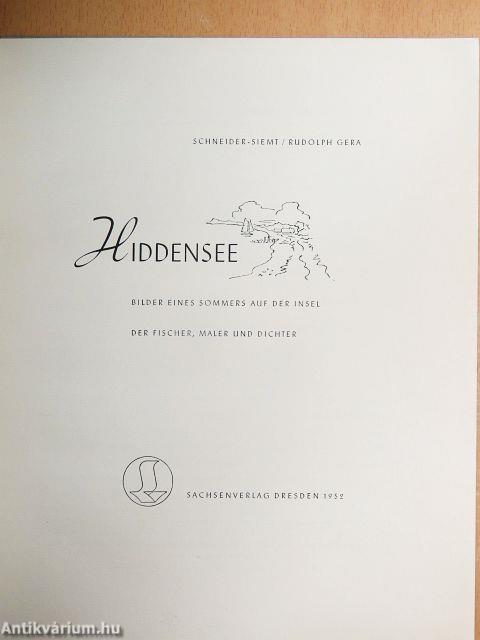 SCHNEIDER-SIEMT / RUDOLPH GERA
HIDDENSEE
BILDER EINES SOMMERS AUF DER INSEL
DER FISCHER, MALER UND DICHTER
SACHSENVERLAG DRESDEN 1952
Antikvárium.hu